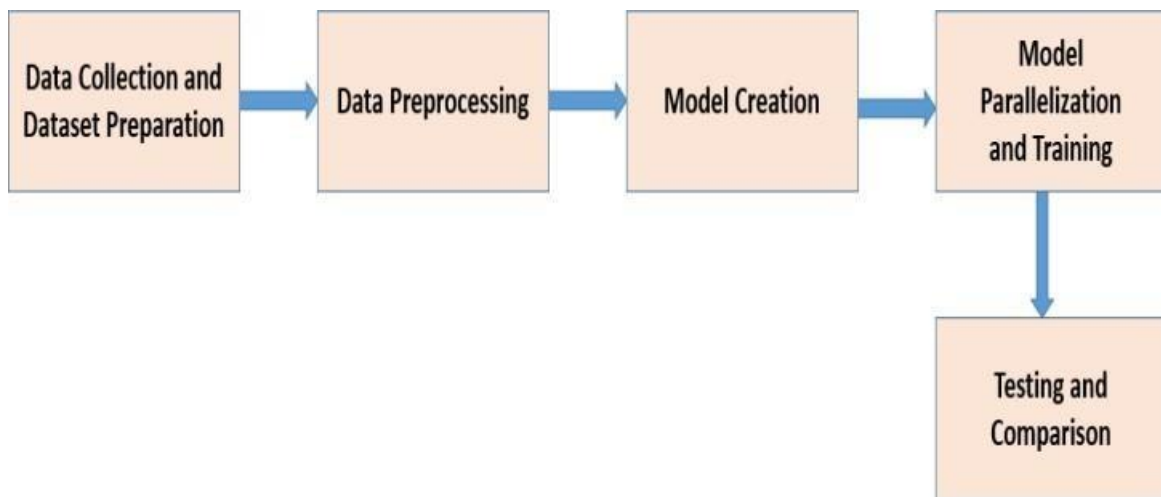 Data Collection and
Dataset Preparation
Data Preprocessing
Model Creation
Model
Parallelization
and Training
Testing and
Comparison